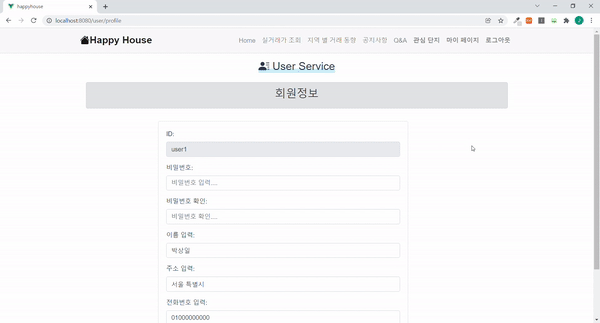 happyhouse
localhost:8080/user/profile
Happy House
Home 실거래가 조회 지역 별 거래 동향 공지사항 Q&A 관심 단지 마이 페이지 로그아웃
User Service
회원정보
ID:
user1
비밀번호:
비밀번호 입력....
비밀번호 확인:
비밀번호 확인....
이름 입력:
박상일
주소 입력:
서울 특별시
전화번호 입력:
01000000000